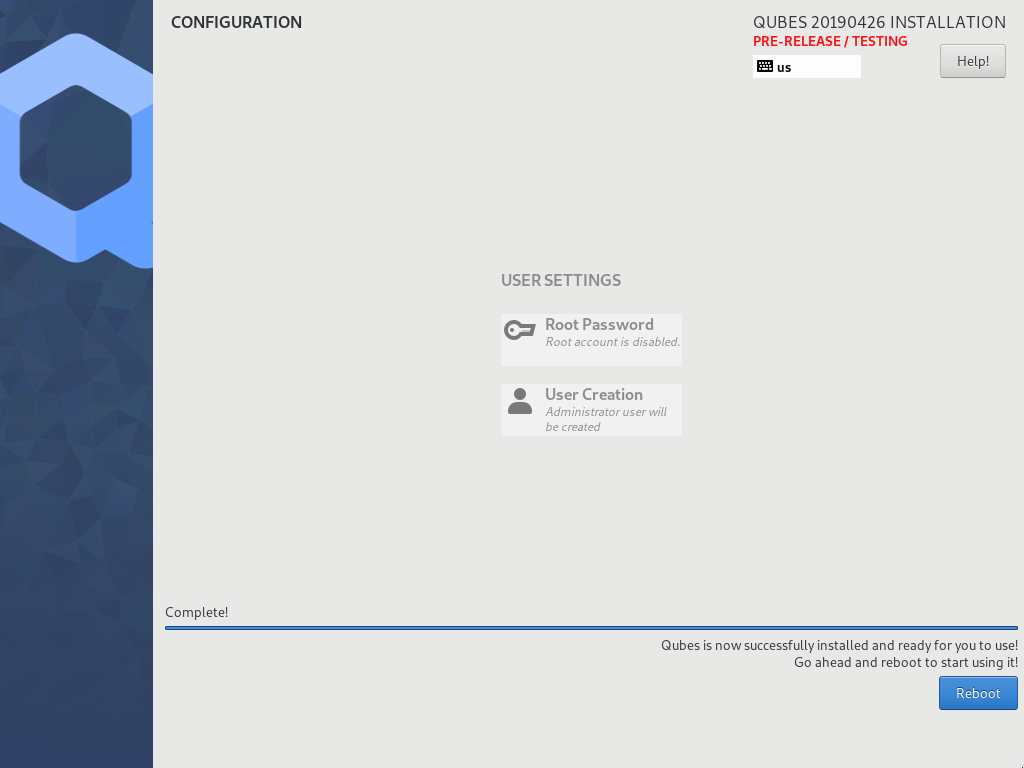 CONFIGURATION
QUBES 20190426 INSTALLATION
PRE-RELEASE / TESTING
us
Help!
USER SETTINGS
Root Password
Root account is disabled.
User Creation
Administrator user will
be created
Complete!
Qubes is now successfully installed and ready for you to use!
Go ahead and reboot to start using it!
Reboot